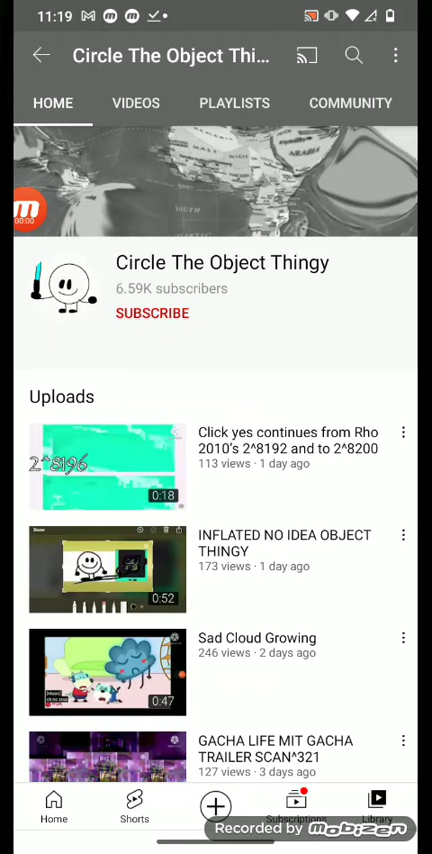 11:19
Circle The Object Thi...
HOME VIDEOS PLAYLISTS COMMUNITY
ARABIA
00:00
Circle The Object Thingy
6.59K subscribers
SUBSCRIBE
Uploads
2^8196
0:18
Click yes continues from Rho
2010's 2^8192 and to 2^8200
113 views · 1 day ago
Done
0:52
INFLATED NO IDEA OBJECT
THINGY
173 views · 1 day ago
0:47
Sad Cloud Growing
246 views · 2 days ago
GACHA LIFE MIT GACHA
TRAILER SCAN^321
127 views · 3 days ago
Home Shorts Subscriptions Library
Recorded by mobizen